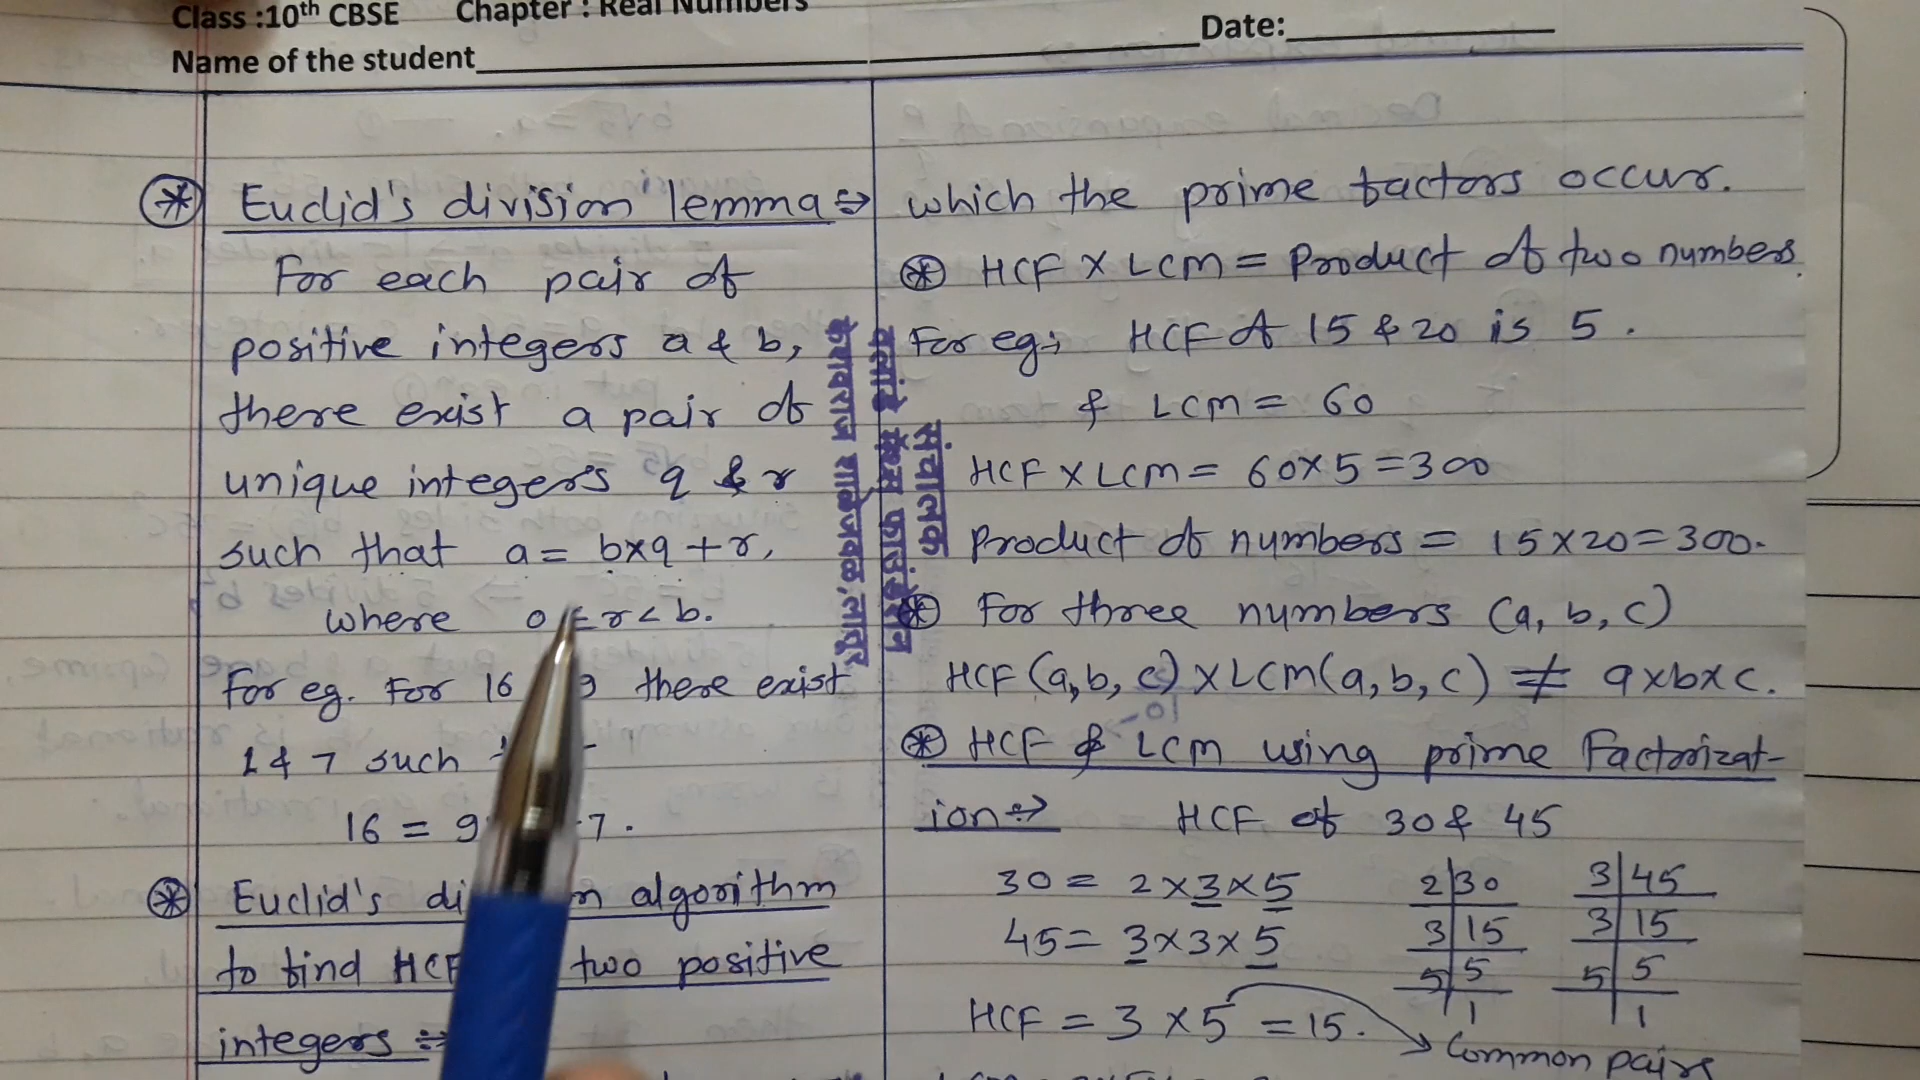 Class :10th CBSE Chapter : Real Numbers
Name of the student
Date:
Euclid's division lemma ⇒
For each pair of
positive integers a & b,
there exist a pair of
unique integers q & r
such that a = b×q + r,
where 0 ≤ r < b.
For eg. For 16 9 there exist
1 & 7 such
16 = 9 7.
Euclid's algorithm
to find HCF two positive
integers ⇒
which the prime factors occur.
HCF × LCM = Product of two numbers.
For eg; HCF of 15 & 20 is 5.
& LCM = 60
HCF × LCM = 60×5 = 300
Product of numbers = 15×20 = 300.
For three numbers (a, b, c)
HCF (a, b, c) × LCM (a, b, c) ≠ a×b×c.
HCF & LCM using prime Factorizat-
ion ⇒ HCF of 30 & 45
30 = 2×3×5
45 = 3×3×5
2 30
3 15
5 5
1
3 45
3 15
5 5
1
HCF = 3 × 5 = 15.
Common pairs
संचालक